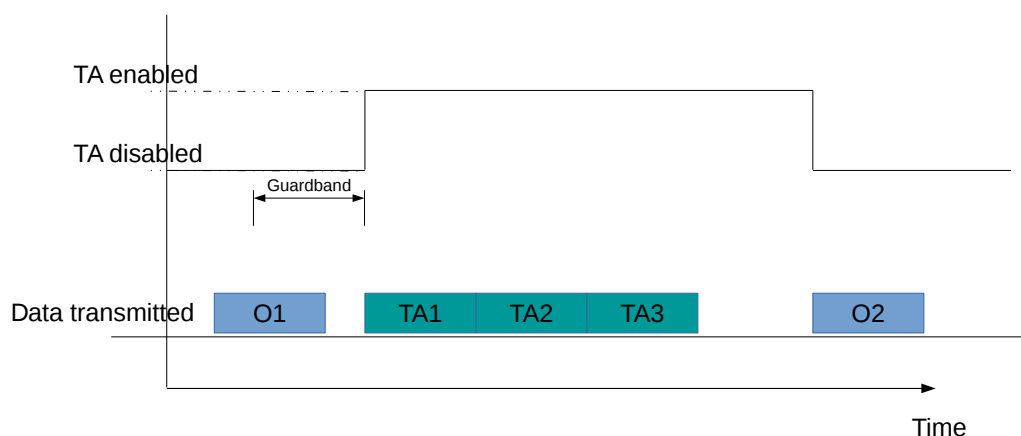 TA enabled
TA disabled
Guardband
Data transmitted
O1
TA1
TA2
TA3
O2
Time